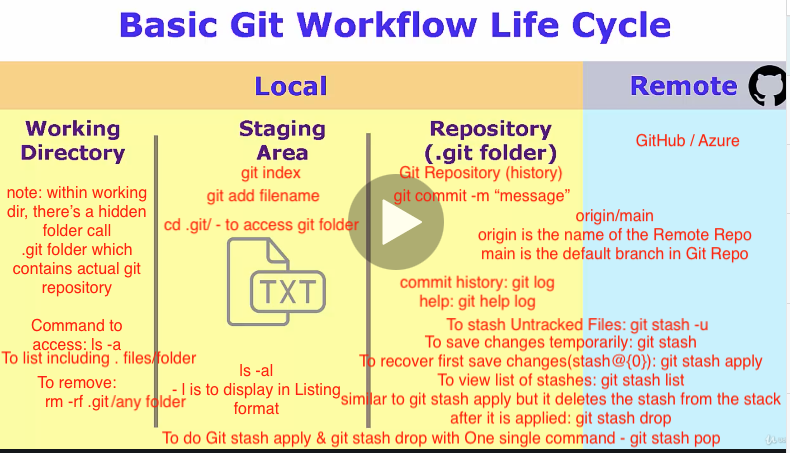 Basic Git Workflow Life Cycle
Local
Remote
Working
Directory
Staging
Area
Repository
(.git folder)
GitHub / Azure
git index
Git Repository (history)
note: within working
dir, there's a hidden
folder call
.git folder which
contains actual git
repository
git add filename
git commit -m “message”
cd .git/ - to access git folder
origin/main
origin is the name of the Remote Repo
main is the default branch in Git Repo
TXT
commit history: git log
help: git help log
Command to
access: ls -a
To list including . files/folder
To remove:
rm -rf .git/any folder
ls -al
- l is to display in Listing
format
To stash Untracked Files: git stash -u
To save changes temporarily: git stash
To recover first save changes(stash@{0}): git stash apply
To view list of stashes: git stash list
similar to git stash apply but it deletes the stash from the stack
after it is applied: git stash drop
To do Git stash apply & git stash drop with One single command - git stash pop